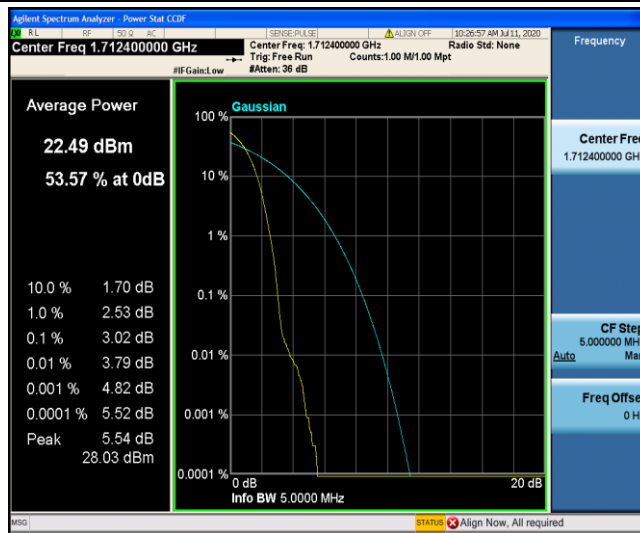 Agilent Spectrum Analyzer - Power Stat CCDF
RL RF 50 Ω AC SENSE:PULSE ALIGN OFF 10:26:57 AM Jul 11, 2020
Center Freq 1.712400000 GHz Center Freq: 1.712400000 GHz Radio Std: None
Trig: Free Run Counts:1.00 M/1.00 Mpt
#IFGain:Low #Atten: 36 dB
Frequency
Average Power
22.49 dBm
53.57 % at 0dB
10.0 % 1.70 dB
1.0 % 2.53 dB
0.1 % 3.02 dB
0.01 % 3.79 dB
0.001 % 4.82 dB
0.0001 % 5.52 dB
Peak 5.54 dB
28.03 dBm
Gaussian
100 %
10 %
1 %
0.1 %
0.01 %
0.001 %
0.0001 %
0 dB 20 dB
Info BW 5.0000 MHz
Center Fre
1.712400000 GH
CF Step
5.000000 MH
Auto Ma
Freq Offse
0 H
MSG STATUS Align Now, All required